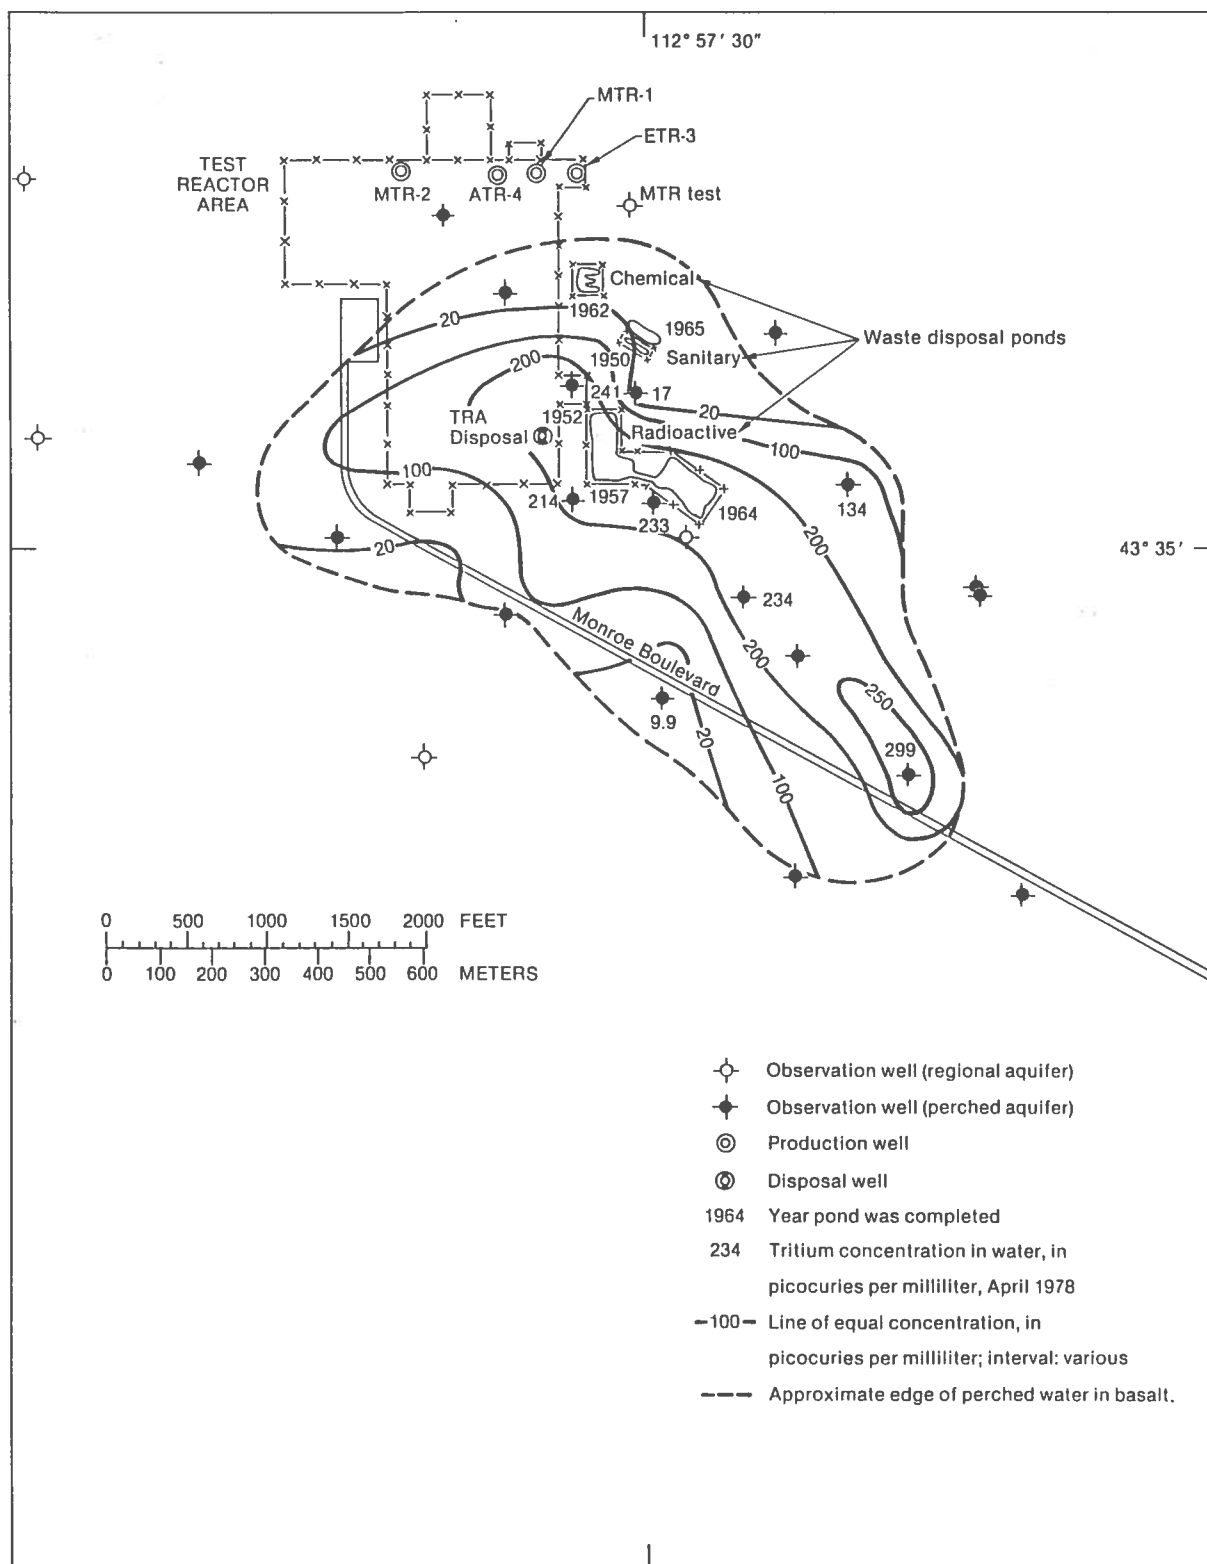 112° 57′ 30″
MTR-1
ETR-3
TEST
REACTOR
AREA
MTR-2
ATR-4
MTR test
Chemical
1962
20
1965
Waste disposal ponds
1950
Sanitary
200
241
17
TRA
Disposal
1952
20
Radioactive
100
100
134
214
1957
233
1964
200
43° 35′
20
234
Monroe Boulevard
200
250
9.9
20
299
100
0 500 1000 1500 2000 FEET
0 100 200 300 400 500 600 METERS
Observation well (regional aquifer)
Observation well (perched aquifer)
Production well
Disposal well
1964 Year pond was completed
234 Tritium concentration in water, in
picocuries per milliliter, April 1978
100 Line of equal concentration, in
picocuries per milliliter; interval: various
Approximate edge of perched water in basalt.